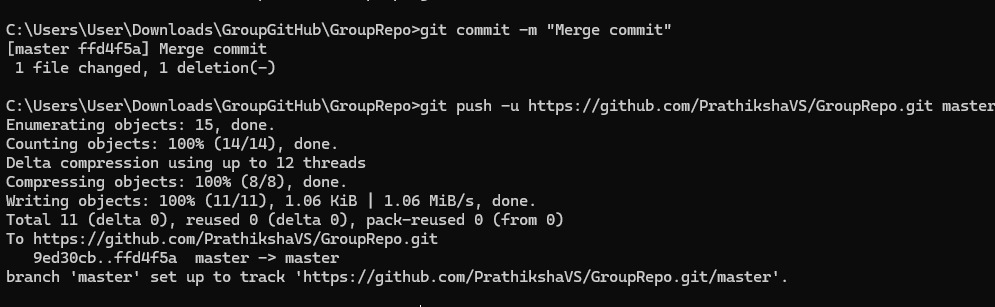 C:\Users\User\Downloads\GroupGitHub\GroupRepo>git commit -m "Merge commit"
[master ffd4f5a] Merge commit
 1 file changed, 1 deletion(-)
C:\Users\User\Downloads\GroupGitHub\GroupRepo>git push -u https://github.com/PrathikshaVS/GroupRepo.git master
Enumerating objects: 15, done.
Counting objects: 100% (14/14), done.
Delta compression using up to 12 threads
Compressing objects: 100% (8/8), done.
Writing objects: 100% (11/11), 1.06 KiB | 1.06 MiB/s, done.
Total 11 (delta 0), reused 0 (delta 0), pack-reused 0 (from 0)
To https://github.com/PrathikshaVS/GroupRepo.git
   9ed30cb..ffd4f5a  master -> master
branch 'master' set up to track 'https://github.com/PrathikshaVS/GroupRepo.git/master'.